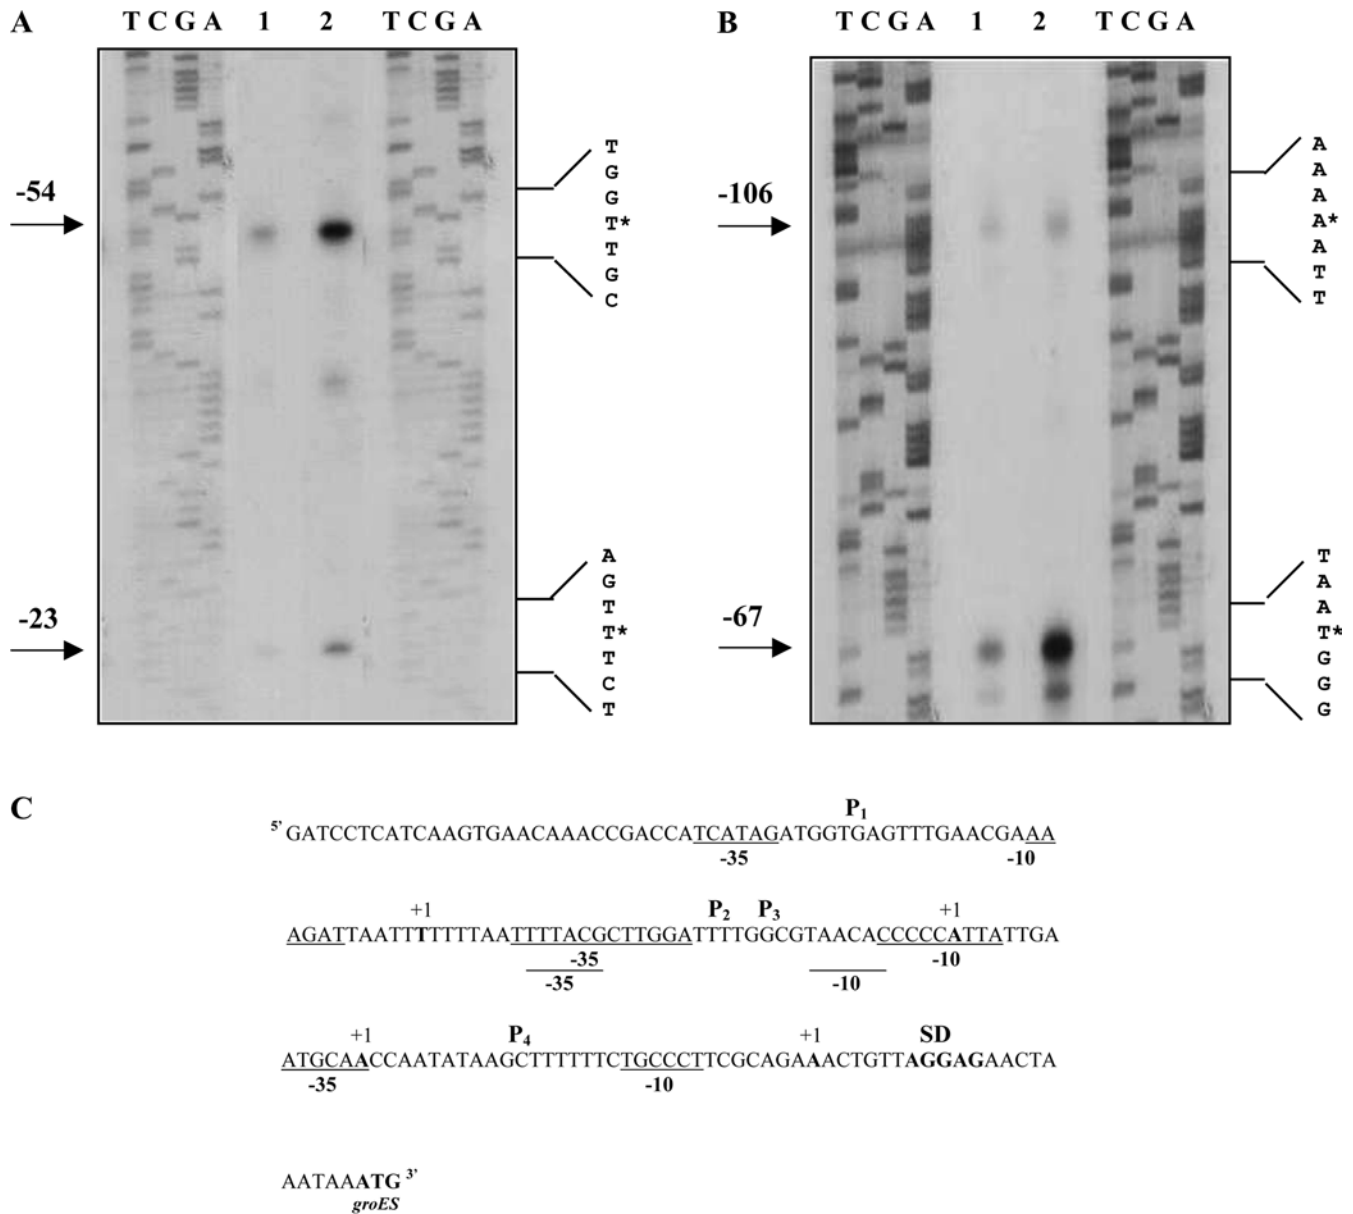 A T C G A 1 2 T C G A
-54
-23
T
G
G
T*
T
G
C
A
G
T
T*
T
C
T
B T C G A 1 2 T C G A
-106
-67
A
A
A
A*
A
T
T
T
A
A
T*
G
G
G
C
P1
5' GATCCTCATCAAGTGAACAAACCGACCATCATAGATGGTGAGTTTGAACGAAA
-35 -10
+1 P2 P3 +1
AGATTAATTTTTTTTAATTTTACGCTTGGATTTTGGCGTAACACCCCCATTATTGA
-35 -10
-35 -10
+1 P4 +1 SD
ATGCAACCAATATAAGCTTTTTTCTGCCCTTCGCAGAAACTGTTAGGAGAACTA
-35 -10
AATAAATG 3'
groES